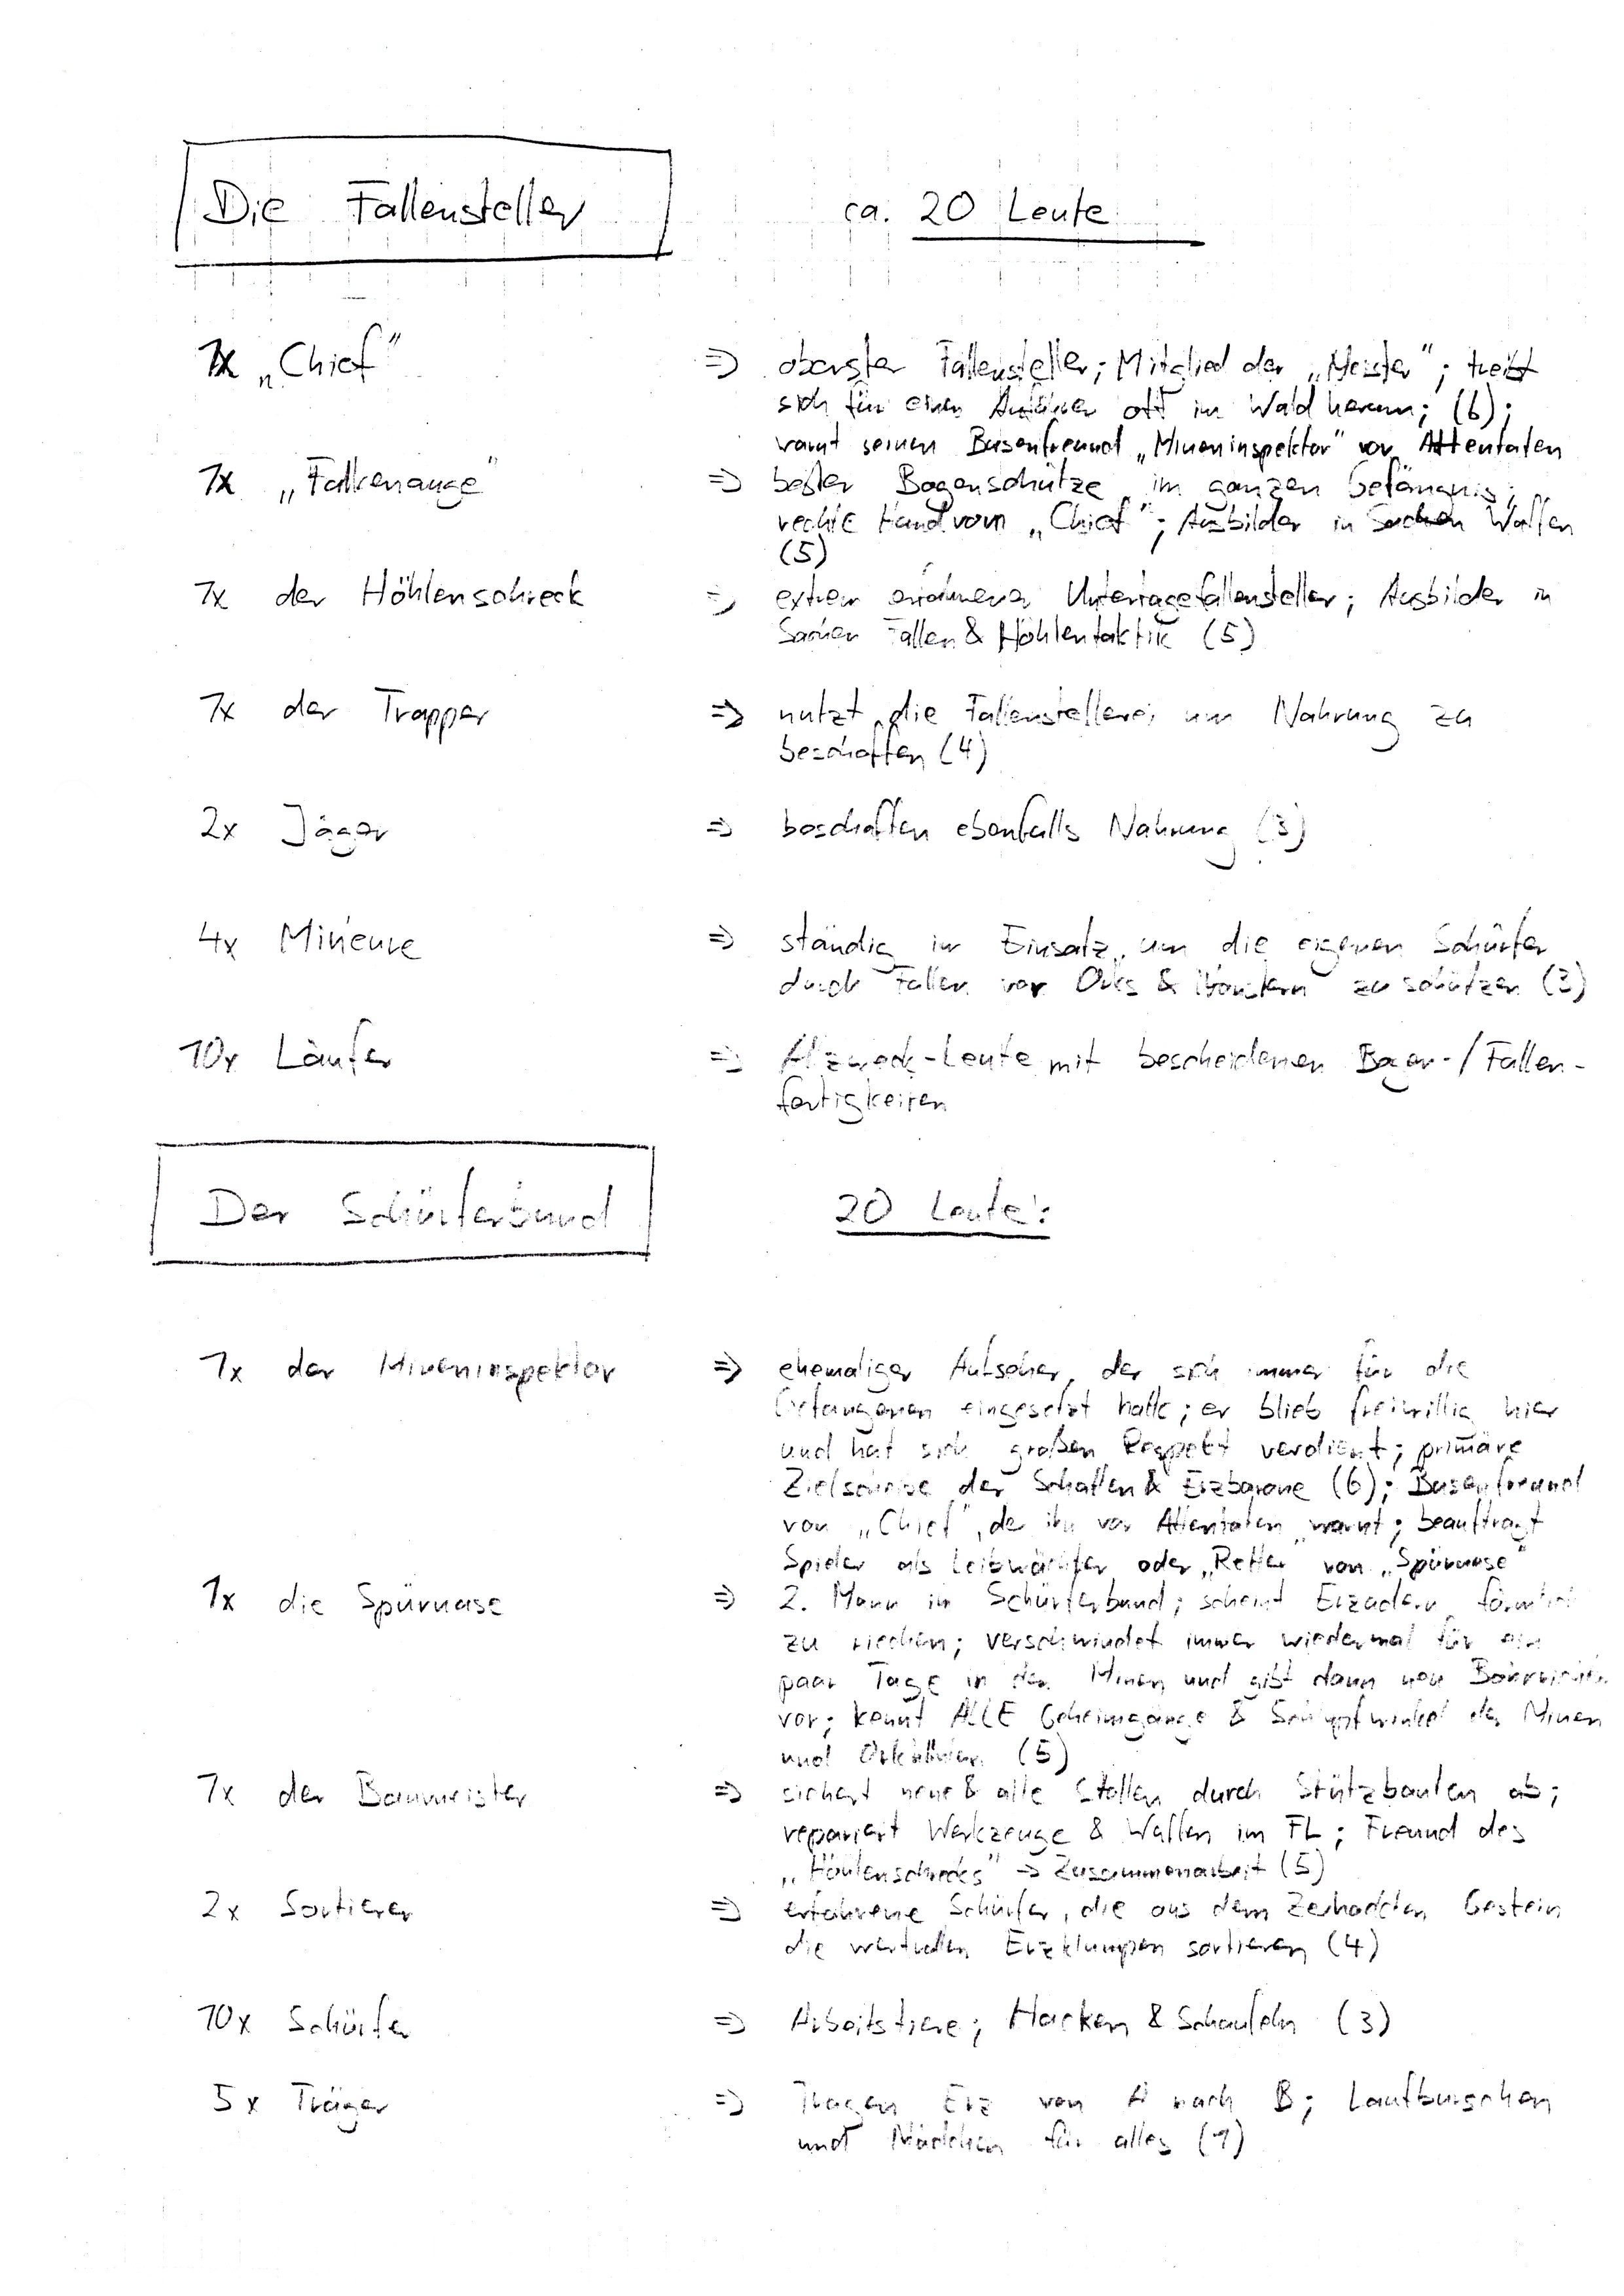 Die Fallensteller
ca. 20 Leute
1x „Chief"
=> oberster Fallensteller; Mitglied der „Meister"; treibt
sich für einen Anführer oft im Wald herum; (6);
warnt seinen Busenfreund „Mineninspektor" vor Attentaten
1x „Falkenauge"
=> bester Bogenschütze im ganzen Gefängnis;
rechte Hand vom „Chief"; Ausbilder in Sachen Waffen
(5)
1x der Höhlenschreck
=> extrem erfahrener Untertagefallensteller; Ausbilder in
Sachen Fallen & Höhlentaktik (5)
1x der Trapper
=> nutzt die Fallenstellerei um Nahrung zu
beschaffen (4)
2x Jäger
=> beschaffen ebenfalls Nahrung (3)
4x Mineure
=> ständig im Einsatz um die eigenen Schürfer
durch Fallen vor Orks & Monstern zu schützen (3)
10x Läufer
=> Allzweck-Leute mit bescheidenen Bogen-/Fallen-
fertigkeiten
Der Schürferbund
20 Leute:
1x der Mineninspektor
=> ehemaliger Aufseher, der sich immer für die
Gefangenen eingesetzt hatte; er blieb freiwillig hier
und hat sich großen Respekt verdient; primäre
Zielscheibe der Schatten & Erzbarone (6); Busenfreund
von „Chief", der ihn vor Attentaten warnt; beauftragt
Spieler als Leibwächter oder „Retter" von „Spürnase"
1x die Spürnase
=> 2. Mann im Schürferbund; scheint Erzadern förmlich
zu riechen; verschwindet immer wiedermal für ein
paar Tage in den Minen und gibt dann neue
vor; kennt ALLE Geheimgänge & Schlupfwinkel der Minen
und Orkhöhlen (5)
1x der Baumeister
=> sichert neue & alte Stollen durch Stützbauten ab;
repariert Werkzeuge & Waffen im FL; Freund des
„Höhlenschrecks" -> Zusammenarbeit (5)
2x Sortierer
=> erfahrene Schürfer, die aus dem zerhackten Gestein
die wertvollen Erzklumpen sortieren (4)
10x Schürfer
=> Arbeitstiere; Hacken & Schaufeln (3)
5x Träger
=> Tragen Erz von A nach B; Laufburschen
und Mädchen für alles (1)